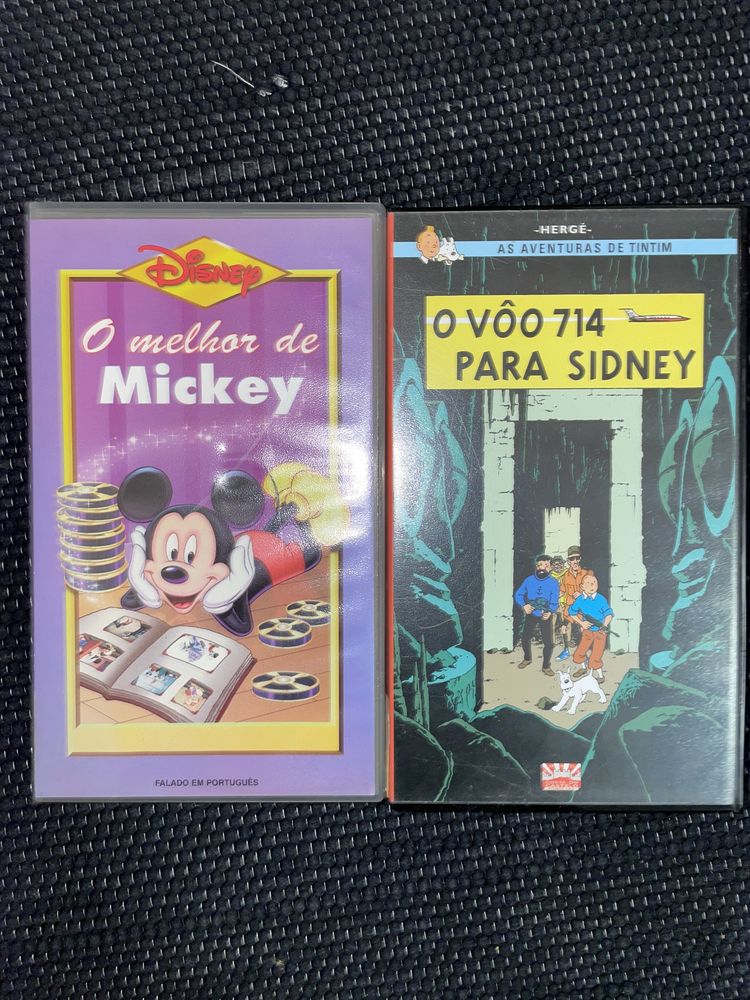 Disney
O melhor de
Mickey
FALADO EM PORTUGUÊS
-HERGÉ-
AS AVENTURAS DE TINTIM
O VÔO 714
PARA SIDNEY